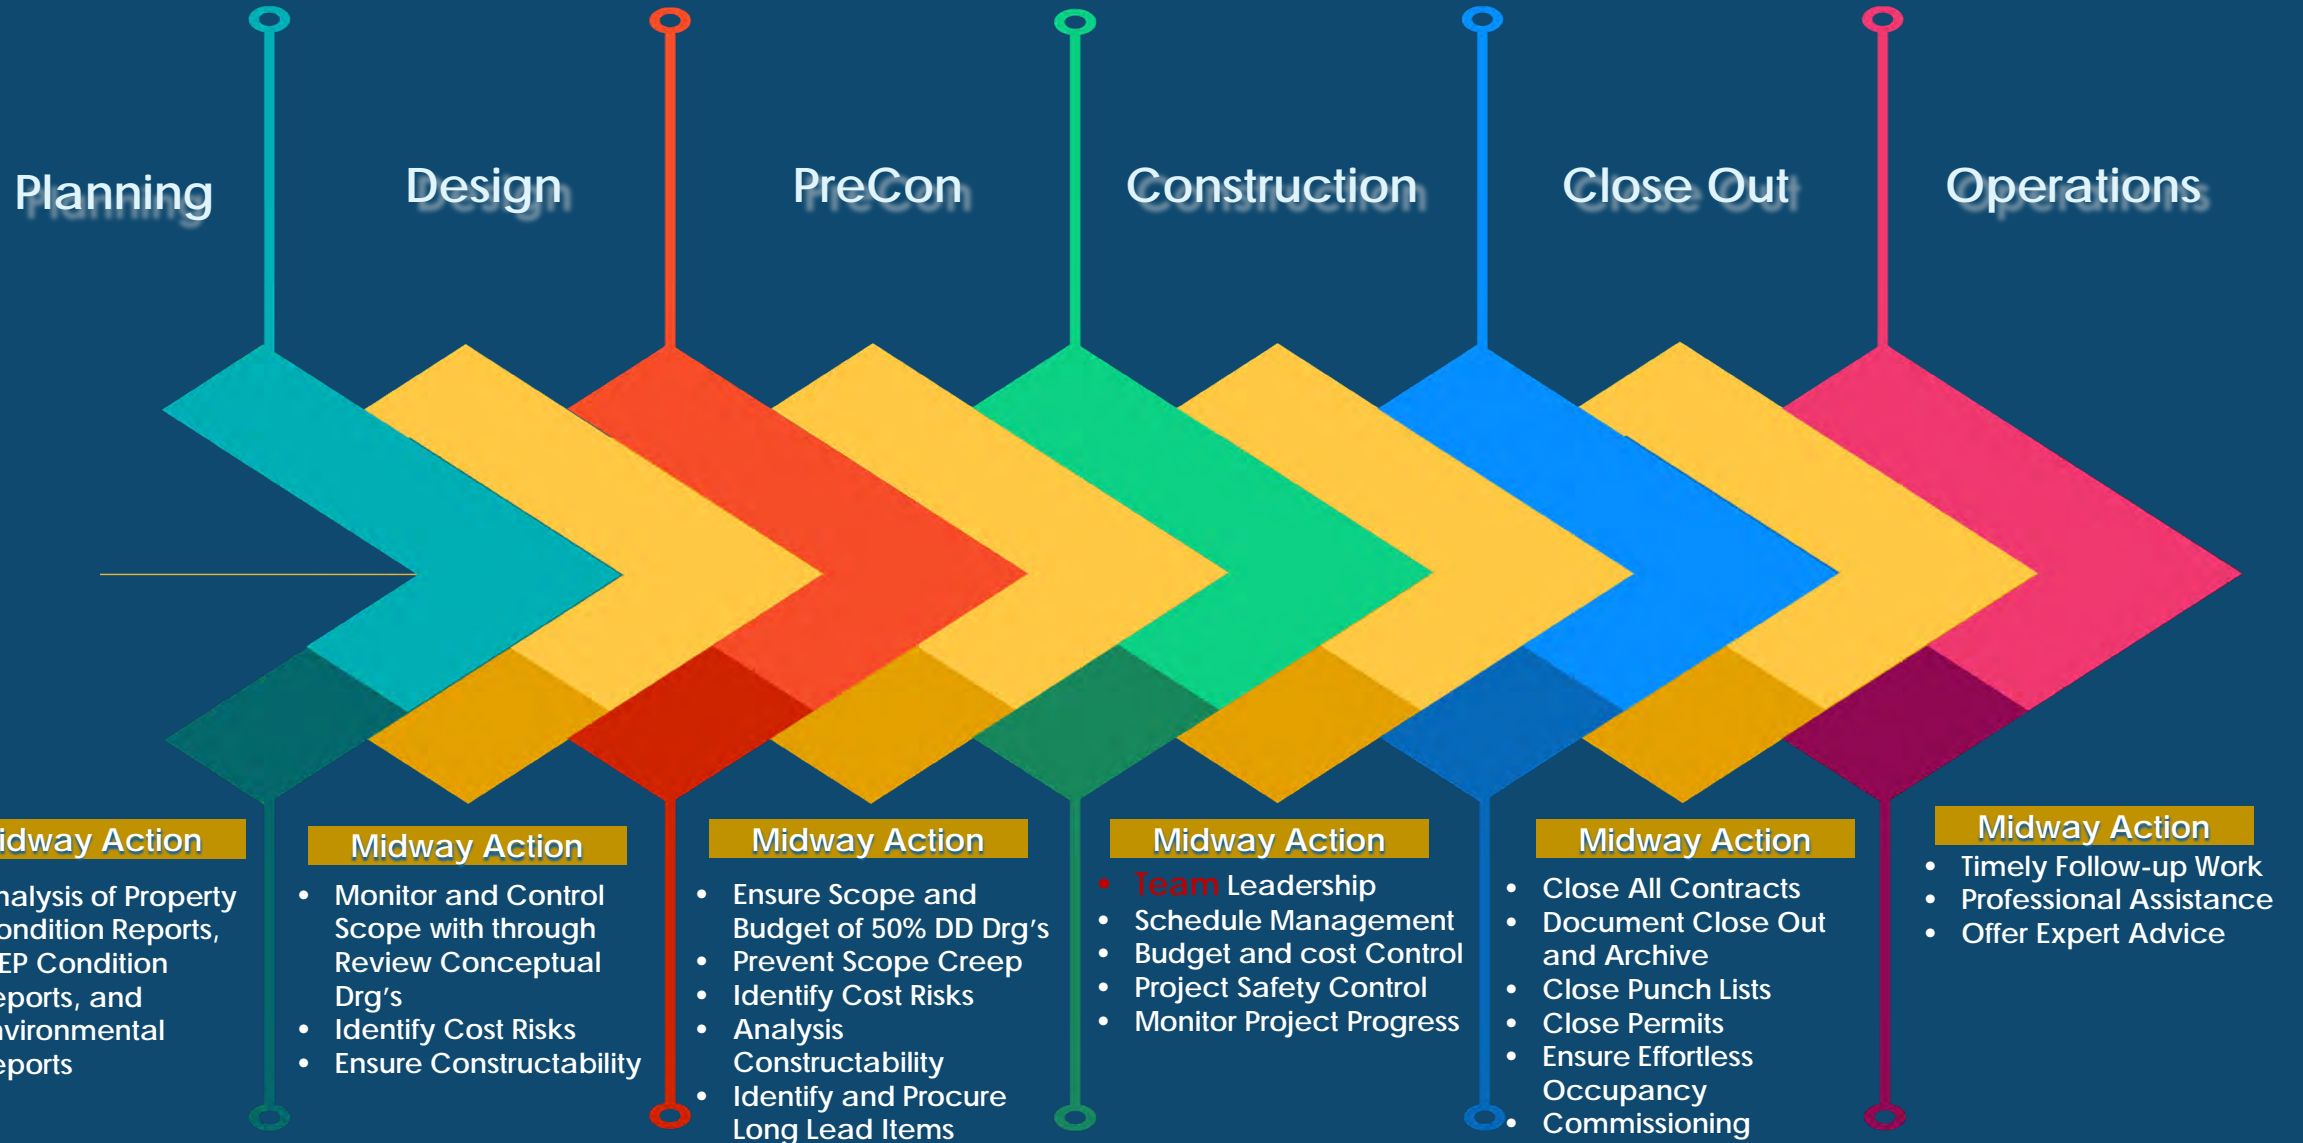 Planning
Design
PreCon
Construction
Close Out
Operations
idway Action
nalysis of Property
ondition Reports,
EP Condition
eports, and
nvironmental
eports
Midway Action
• Monitor and Control
Scope with through
Review Conceptual
Drg's
• Identify Cost Risks
• Ensure Constructability
Midway Action
• Ensure Scope and
Budget of 50% DD Drg's
• Prevent Scope Creep
• Identify Cost Risks
• Analysis
Constructability
• Identify and Procure
Long Lead Items
Midway Action
• Team Leadership
• Schedule Management
• Budget and cost Control
• Project Safety Control
• Monitor Project Progress
Midway Action
• Close All Contracts
• Document Close Out
and Archive
• Close Punch Lists
• Close Permits
• Ensure Effortless
Occupancy
• Commissioning
Midway Action
• Timely Follow-up Work
• Professional Assistance
• Offer Expert Advice